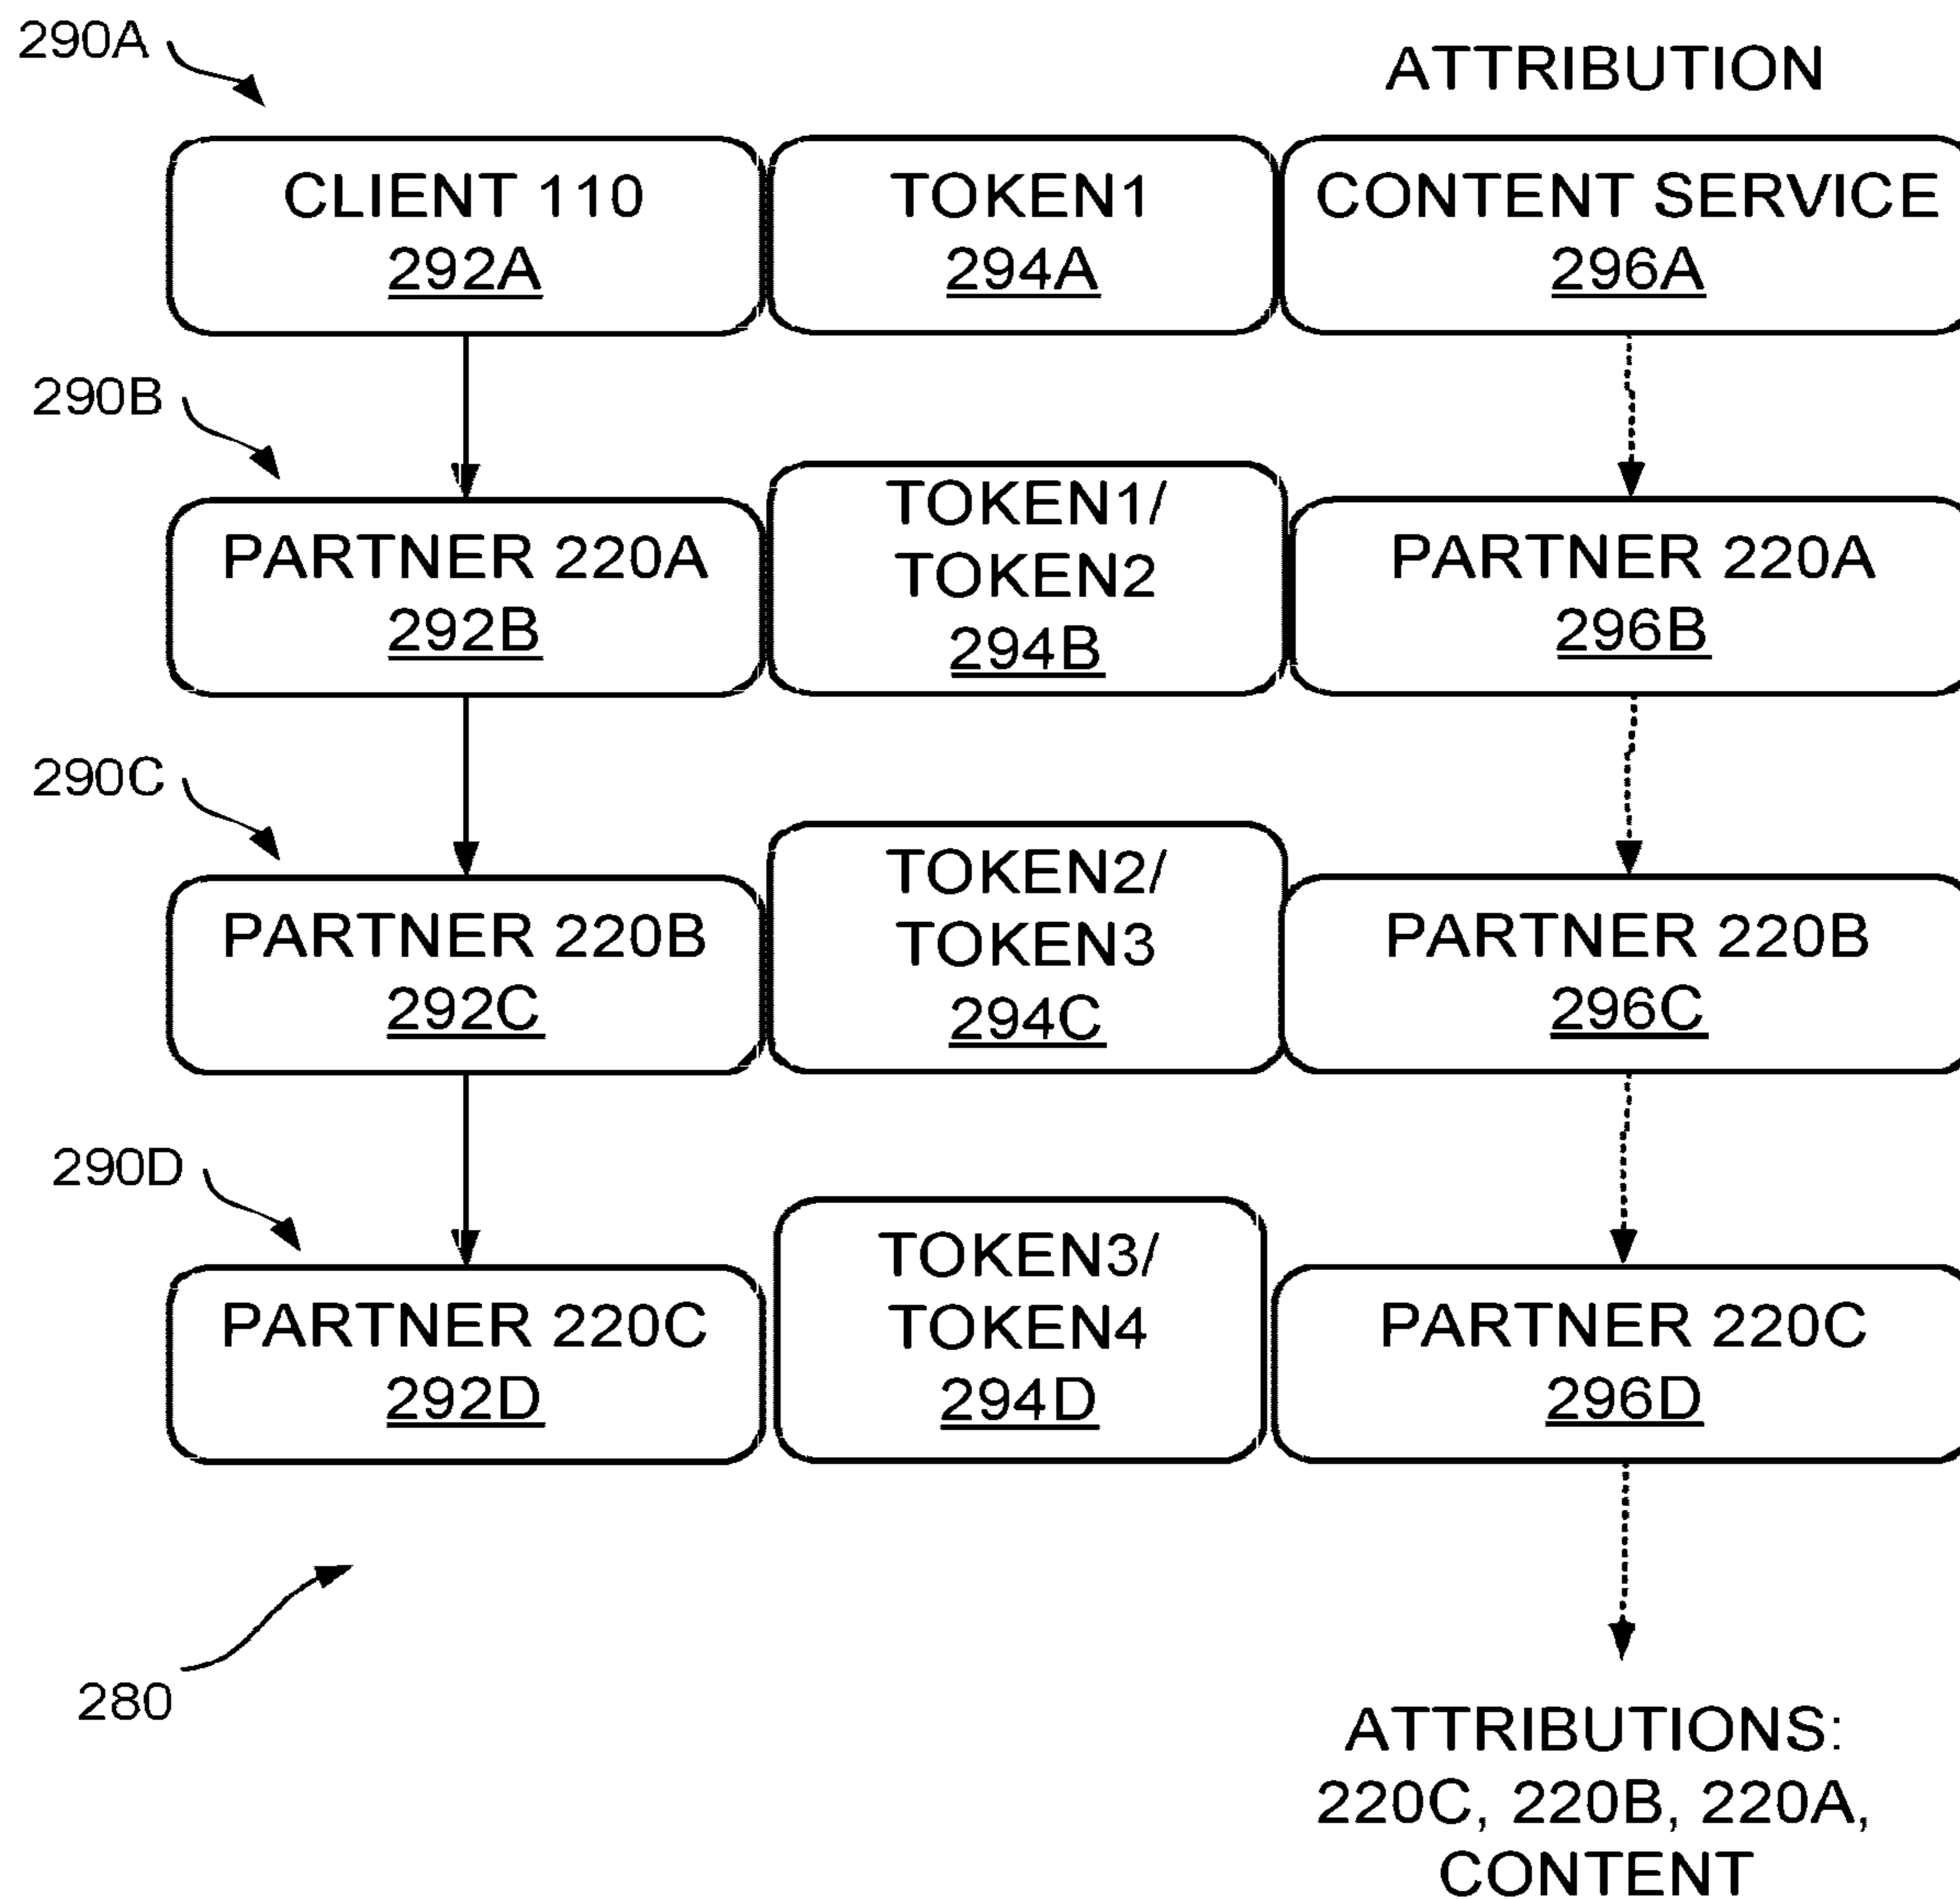 290A
ATTRIBUTION
CLIENT 110
292A
TOKEN1
294A
CONTENT SERVICE
296A
290B
PARTNER 220A
292B
TOKEN1/
TOKEN2
294B
PARTNER 220A
296B
290C
PARTNER 220B
292C
TOKEN2/
TOKEN3
294C
PARTNER 220B
296C
290D
PARTNER 220C
292D
TOKEN3/
TOKEN4
294D
PARTNER 220C
296D
280
ATTRIBUTIONS:
220C, 220B, 220A,
CONTENT